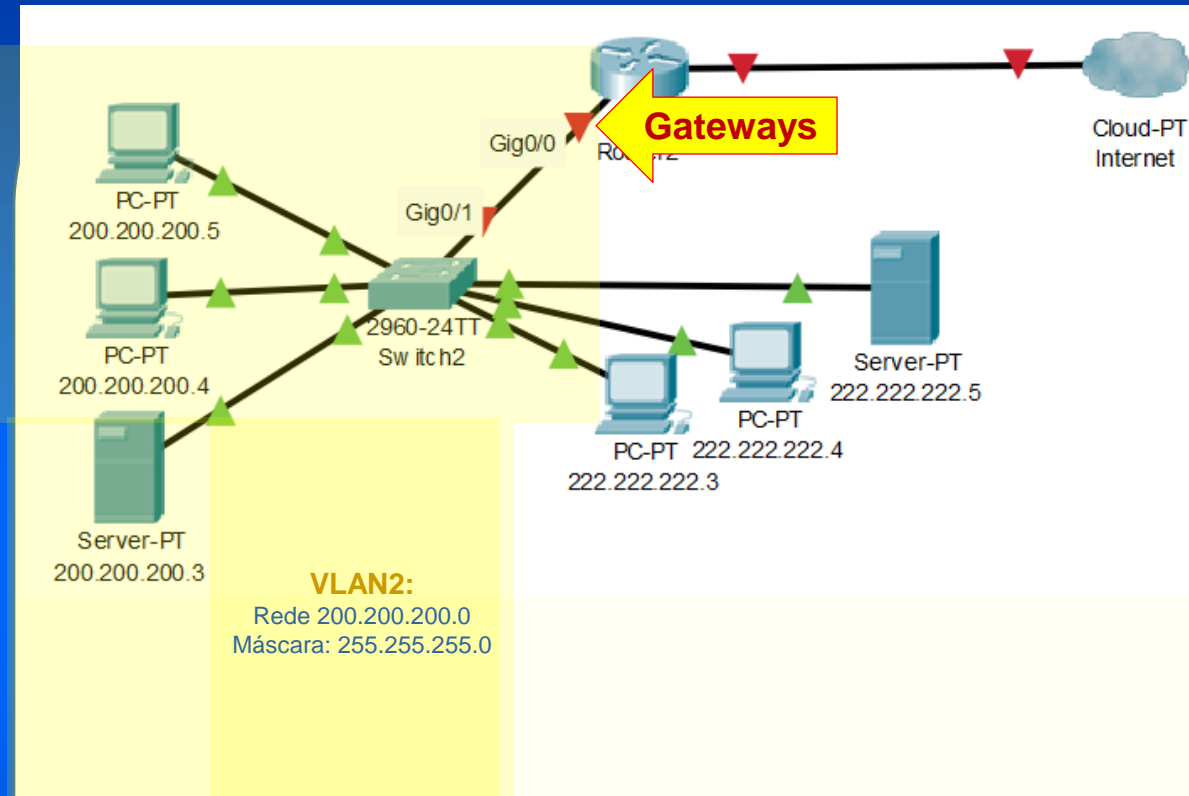 Gateways
Gig0/0
Cloud-PT
Internet
PC-PT
200.200.200.5
Gig0/1
PC-PT
200.200.200.4
2960-24TT
Switch2
Server-PT
222.222.222.5
PC-PT
222.222.222.4
PC-PT
222.222.222.3
Server-PT
200.200.200.3
VLAN2:
Rede 200.200.200.0
Máscara: 255.255.255.0